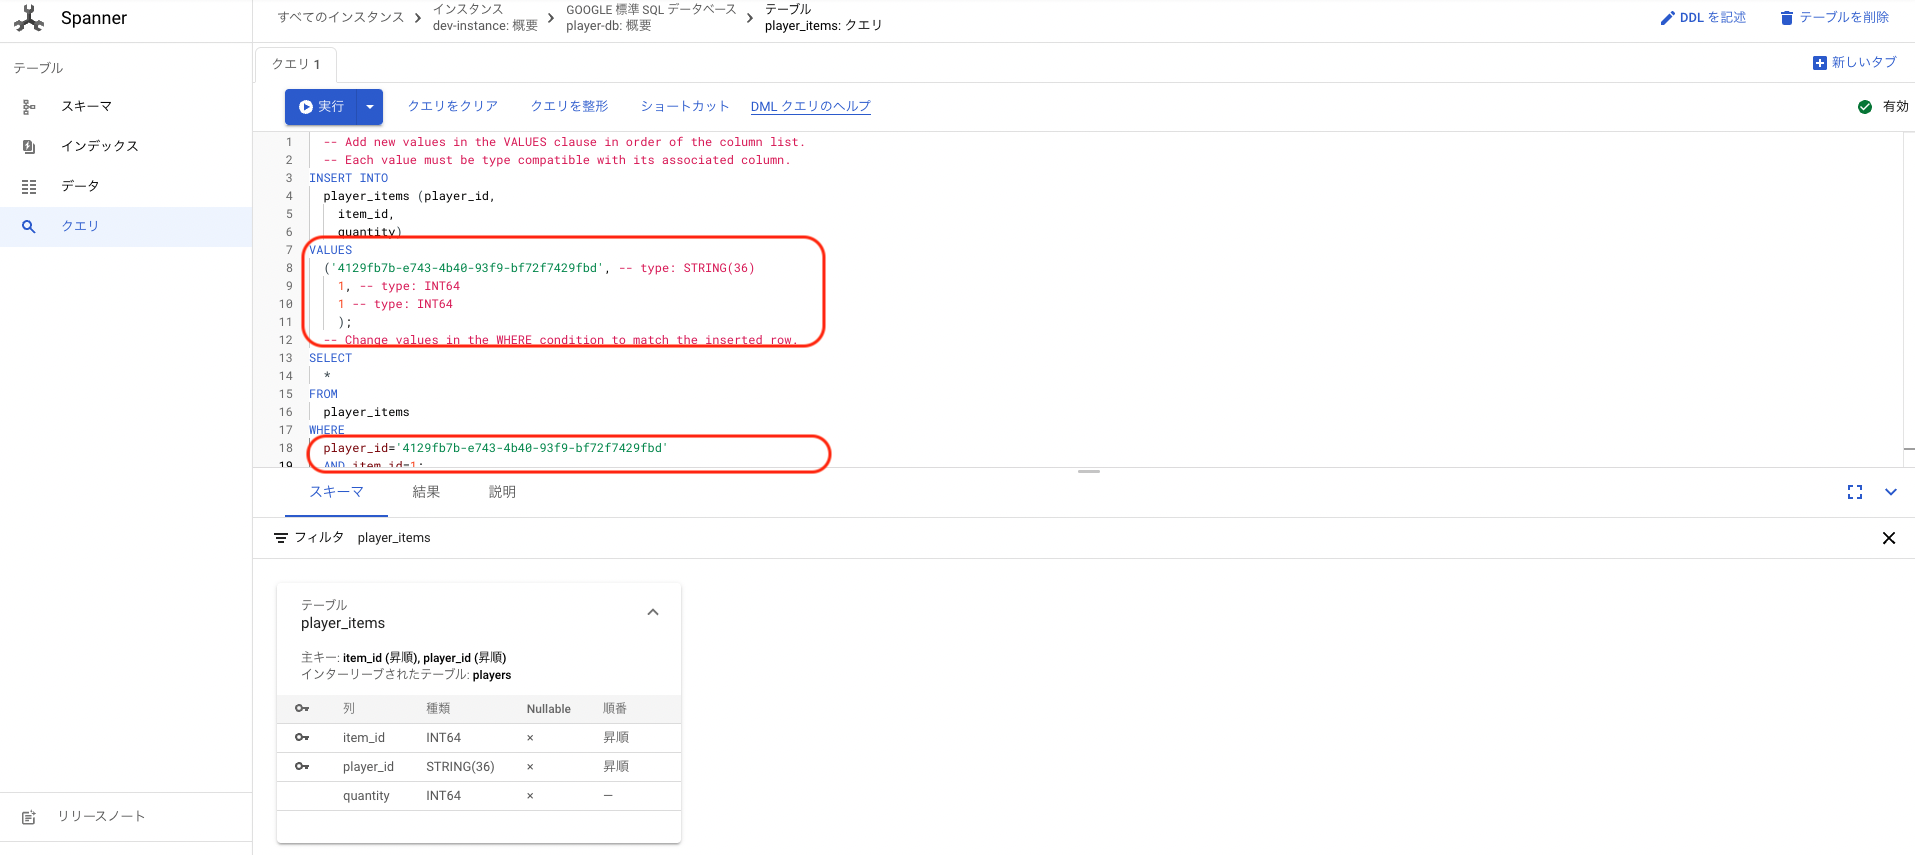 Spanner
すべてのインスタンス
インスタンス
dev-instance: 概要
GOOGLE 標準 SQL データベース
player-db: 概要
テーブル
player_items: クエリ
DDL を記述
テーブルを削除
テーブル
スキーマ
インデックス
データ
クエリ
リリースノート
クエリ 1
新しいタブ
実行
クエリをクリア
クエリを整形
ショートカット
DML クエリのヘルプ
有効
1 -- Add new values in the VALUES clause in order of the column list.
2 -- Each value must be type compatible with its associated column.
3 INSERT INTO
4 player_items (player_id,
5 item_id,
6 quantity)
7 VALUES
8 ('4129fb7b-e743-4b40-93f9-bf72f7429fbd', -- type: STRING(36)
9 1, -- type: INT64
10 1 -- type: INT64
11 );
12 -- Change values in the WHERE condition to match the inserted row.
13 SELECT
14 *
15 FROM
16 player_items
17 WHERE
18 player_id='4129fb7b-e743-4b40-93f9-bf72f7429fbd'
19 AND item_id=1;
スキーマ 結果 説明
フィルタ player_items
テーブル
player_items
主キー: item_id (昇順), player_id (昇順)
インターリーブされたテーブル: players
列 種類 Nullable 順番
item_id INT64 × 昇順
player_id STRING(36) × 昇順
quantity INT64 × —